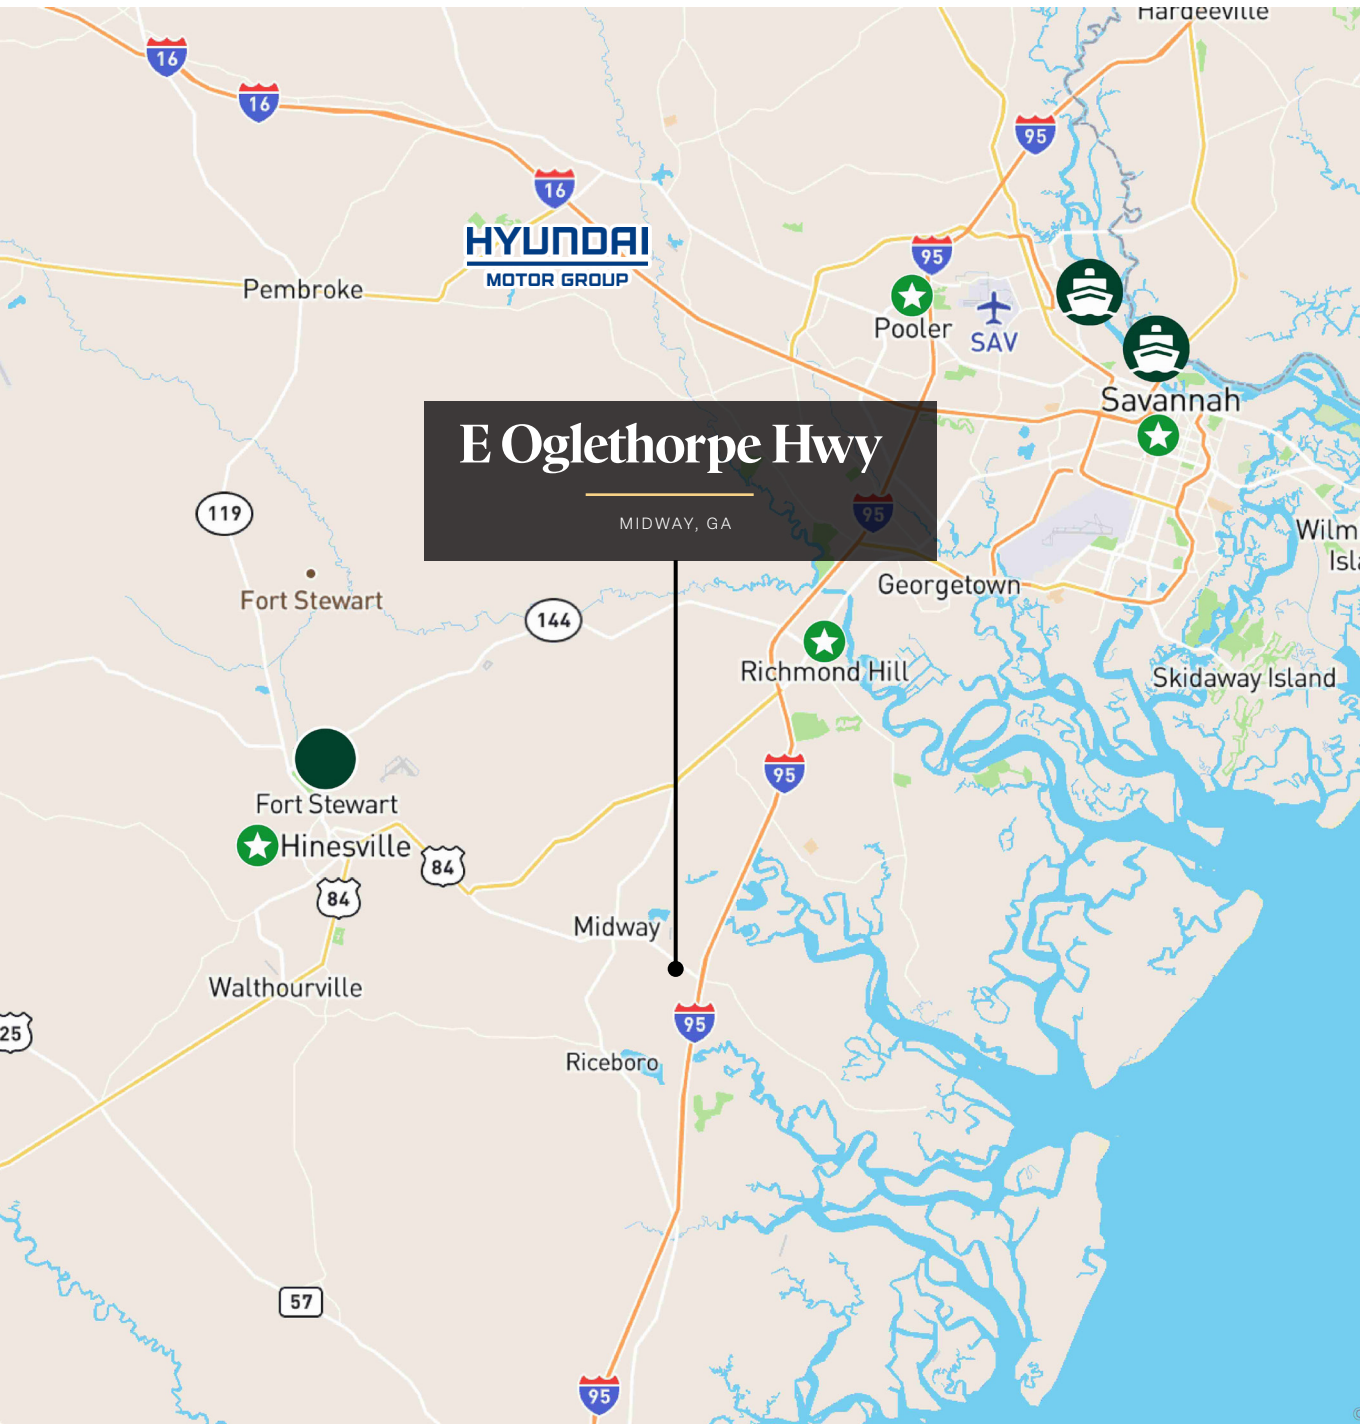 Hardeeville
16
16
95
16
HYUNDAI
MOTOR GROUP
95
Pembroke
Pooler
SAV
Savannah
E Oglethorpe Hwy
MIDWAY, GA
119
95
Wilm
Isla
Georgetown
Fort Stewart
144
Richmond Hill
Skidaway Island
95
Fort Stewart
Hinesville
84
84
Midway
Walthourville
95
25
Riceboro
57
95